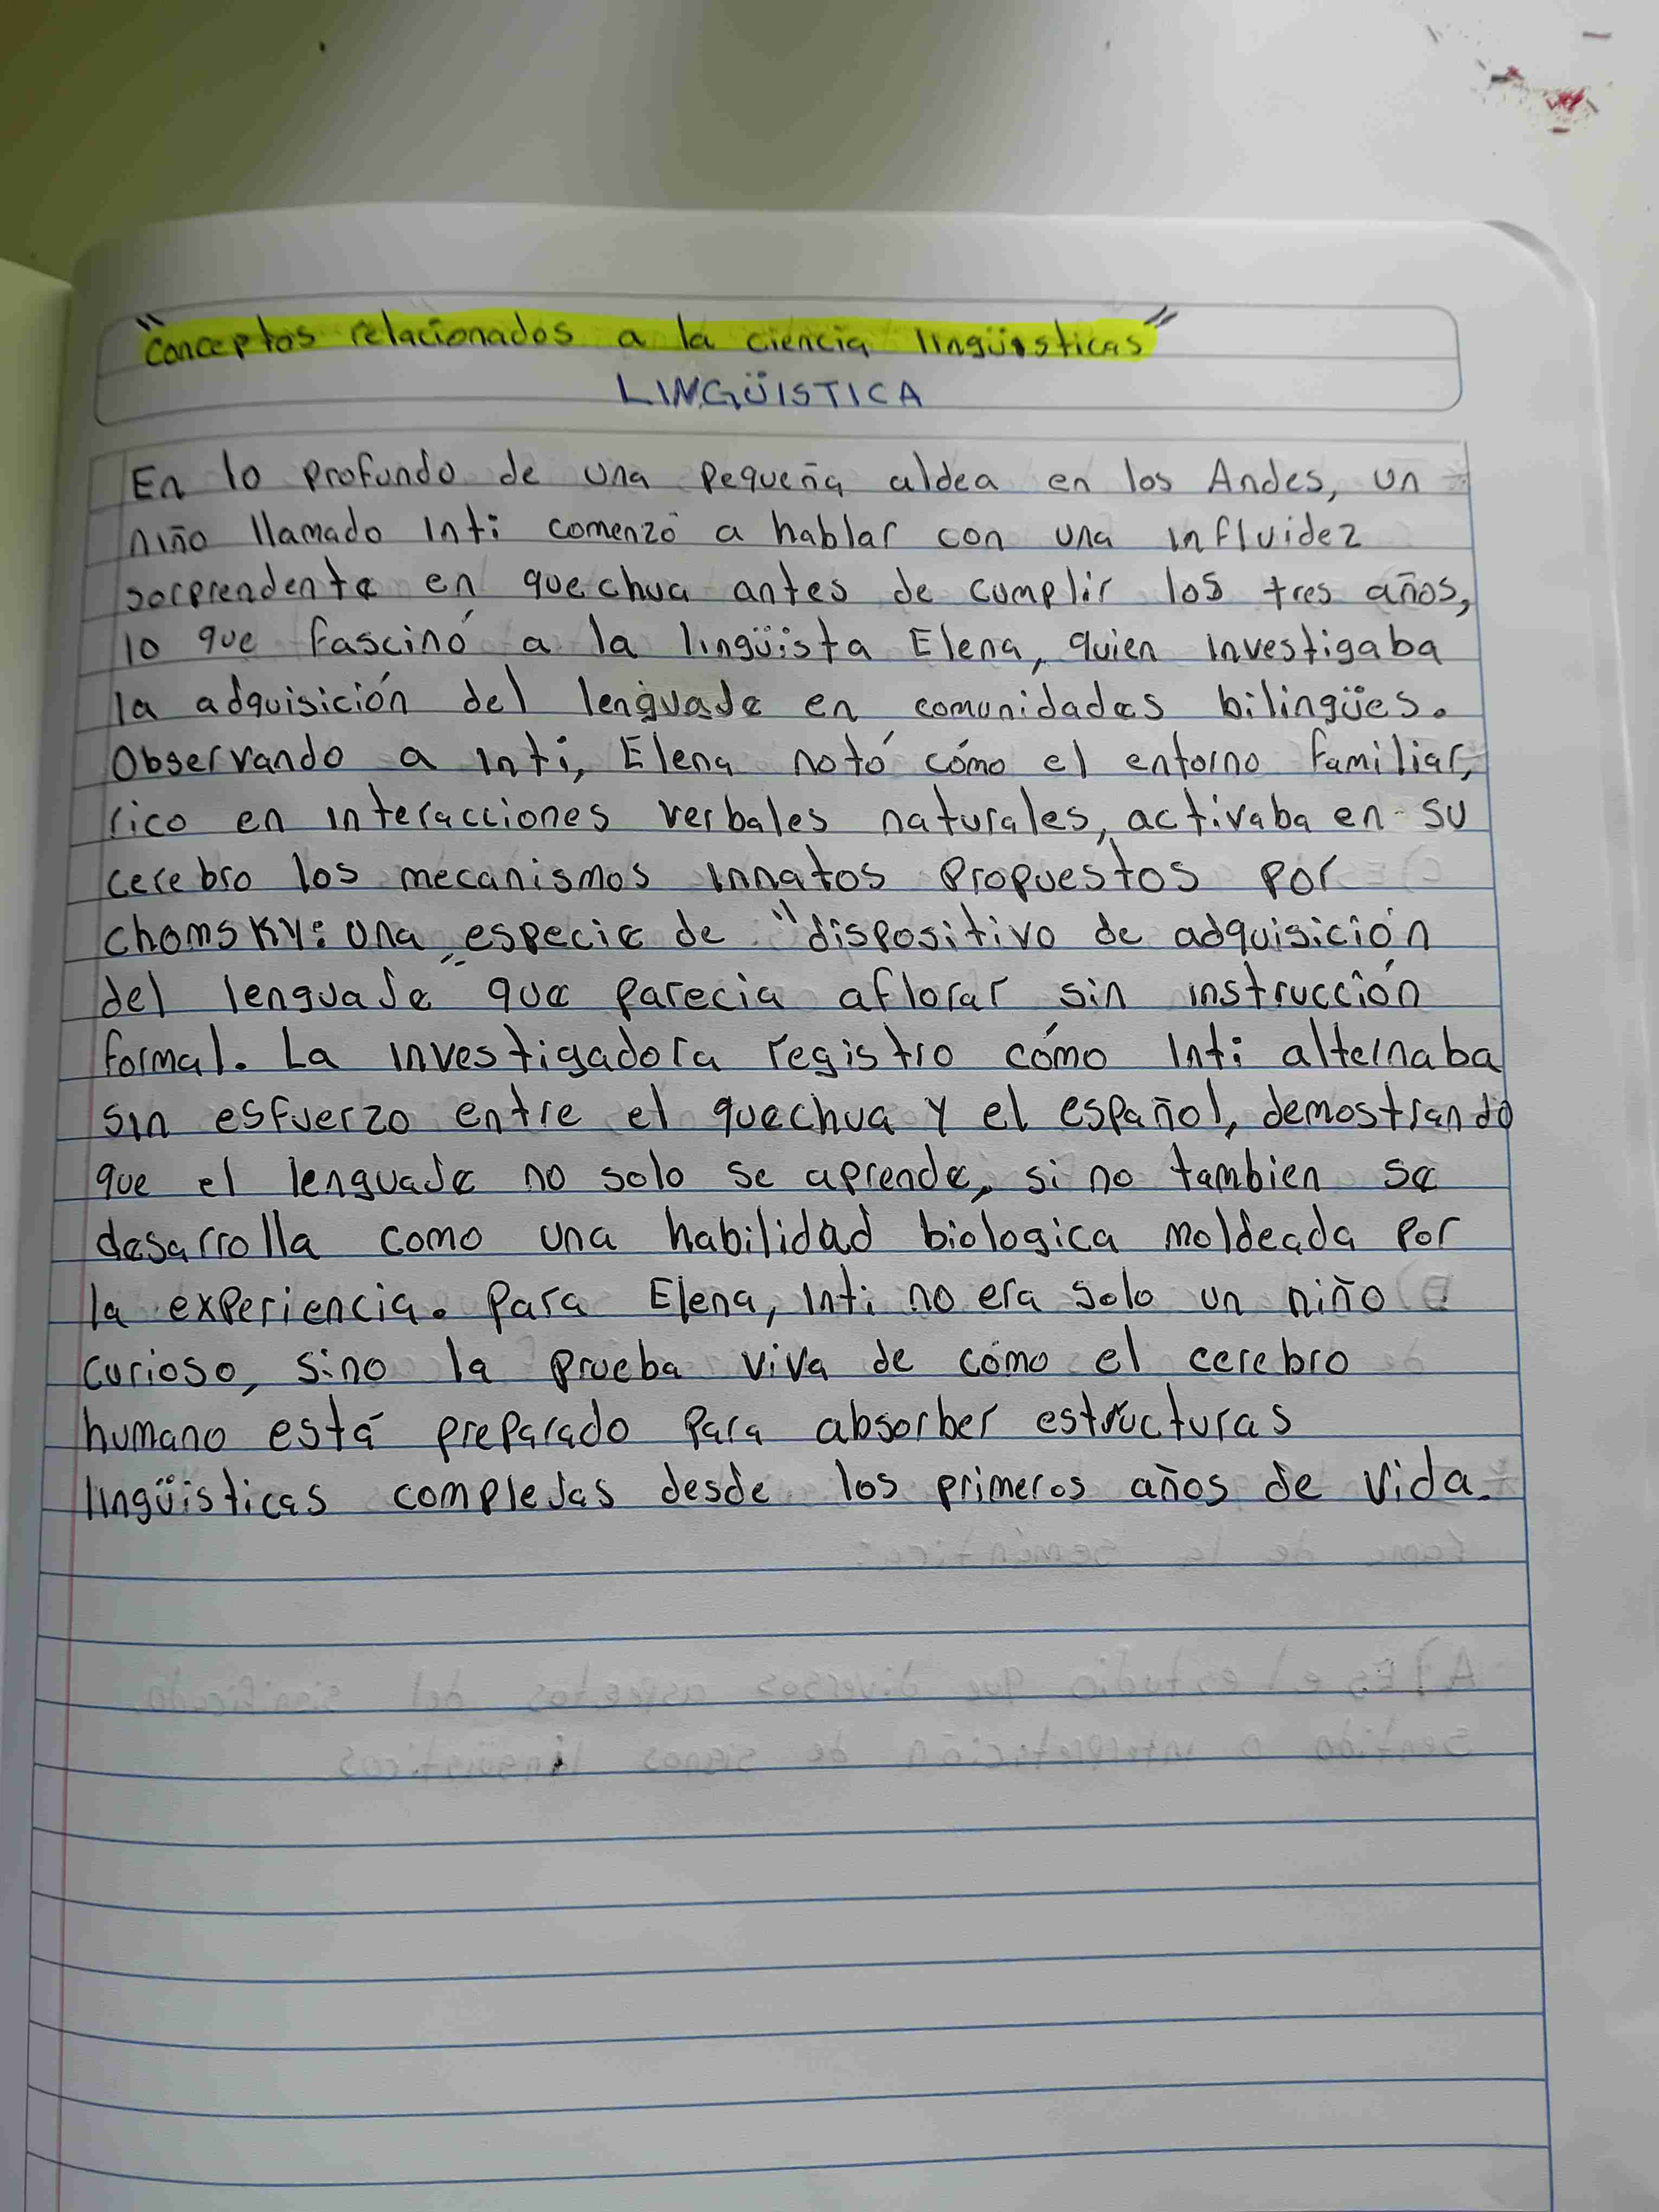 "Conceptos relacionados a la ciencia lingüisticas"
LINGÜISTICA
En lo profundo de una pequeña aldea en los Andes, un
niño llamado Inti comenzó a hablar con una influidez
sorprendente en quechua antes de cumplir los tres años,
lo que fascinó a la lingüista Elena, quien investigaba
la adquisición del lenguaje en comunidades bilingües.
Observando a Inti, Elena notó cómo el entorno familiar,
rico en interacciones verbales naturales, activaba en su
cerebro los mecanismos innatos propuestos por
Chomsky: una especie de "dispositivo de adquisición
del lenguaje" que parecia aflorar sin instrucción
formal. La investigadora registro cómo Inti alternaba
sin esfuerzo entre el quechua y el español, demostrando
que el lenguaje no solo se aprende, si no tambien se
desarrolla como una habilidad biologica moldeada por
la experiencia. Para Elena, Inti no era solo un niño
curioso, sino la prueba viva de cómo el cerebro
humano está preparado para absorber estructuras
lingüisticas complejas desde los primeros años de vida.